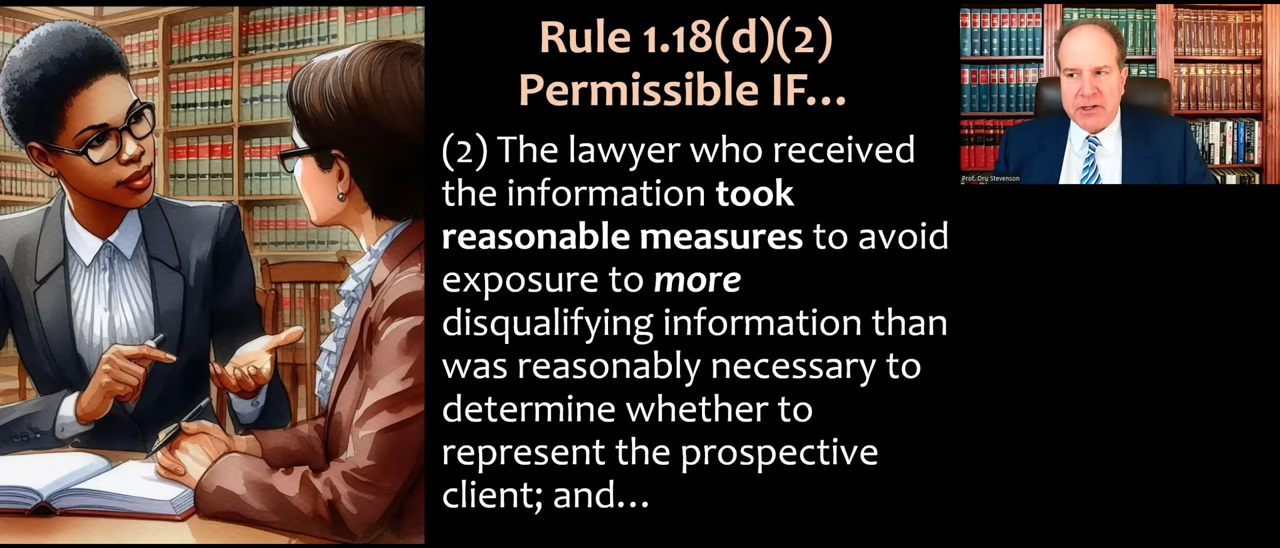 Rule 1.18(d)(2)
Permissible IF...
(2) The lawyer who received
the information took
reasonable measures to avoid
exposure to more
disqualifying information than
was reasonably necessary to
determine whether to
represent the prospective
client; and...
Prof. Dru Stevenson